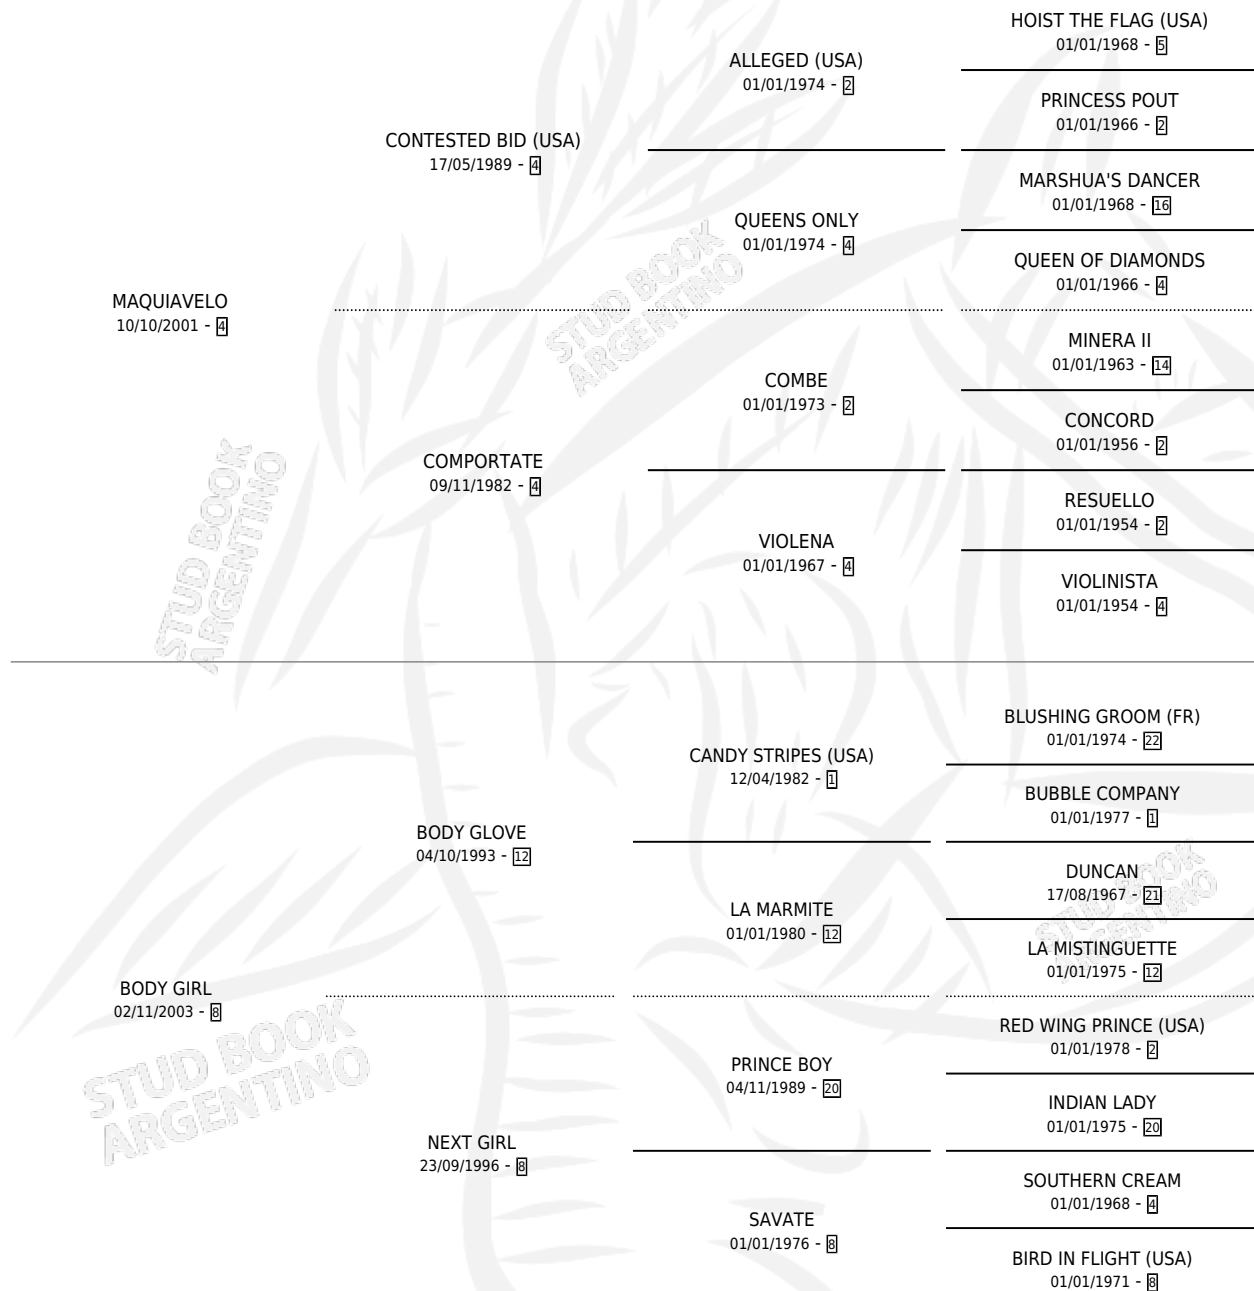 HOIST THE FLAG (USA)
01/01/1968 - 5
ALLEGED (USA)
01/01/1974 - 2
PRINCESS POUT
01/01/1966 - 2
CONTESTED BID (USA)
17/05/1989 - 4
MARSHUA'S DANCER
01/01/1968 - 16
QUEENS ONLY
01/01/1974 - 4
QUEEN OF DIAMONDS
01/01/1966 - 4
MAQUIAVELO
10/10/2001 - 4
MINERA II
01/01/1963 - 14
COMBE
01/01/1973 - 2
CONCORD
01/01/1956 - 2
COMPORTATE
09/11/1982 - 4
RESUELLO
01/01/1954 - 2
VIOLENA
01/01/1967 - 4
VIOLINISTA
01/01/1954 - 4
BLUSHING GROOM (FR)
01/01/1974 - 22
CANDY STRIPES (USA)
12/04/1982 - 1
BUBBLE COMPANY
01/01/1977 - 1
BODY GLOVE
04/10/1993 - 12
DUNCAN
17/08/1967 - 21
LA MARMITE
01/01/1980 - 12
LA MISTINGUETTE
01/01/1975 - 12
BODY GIRL
02/11/2003 - 8
RED WING PRINCE (USA)
01/01/1978 - 2
PRINCE BOY
04/11/1989 - 20
INDIAN LADY
01/01/1975 - 20
NEXT GIRL
23/09/1996 - 8
SOUTHERN CREAM
01/01/1968 - 4
SAVATE
01/01/1976 - 8
BIRD IN FLIGHT (USA)
01/01/1971 - 8
STUD BOOK
ARGENTINO
STUD BOOK
ARGENTINO
STUD BOOK
ARGENTINO
STUD BOOK
ARGENTINO